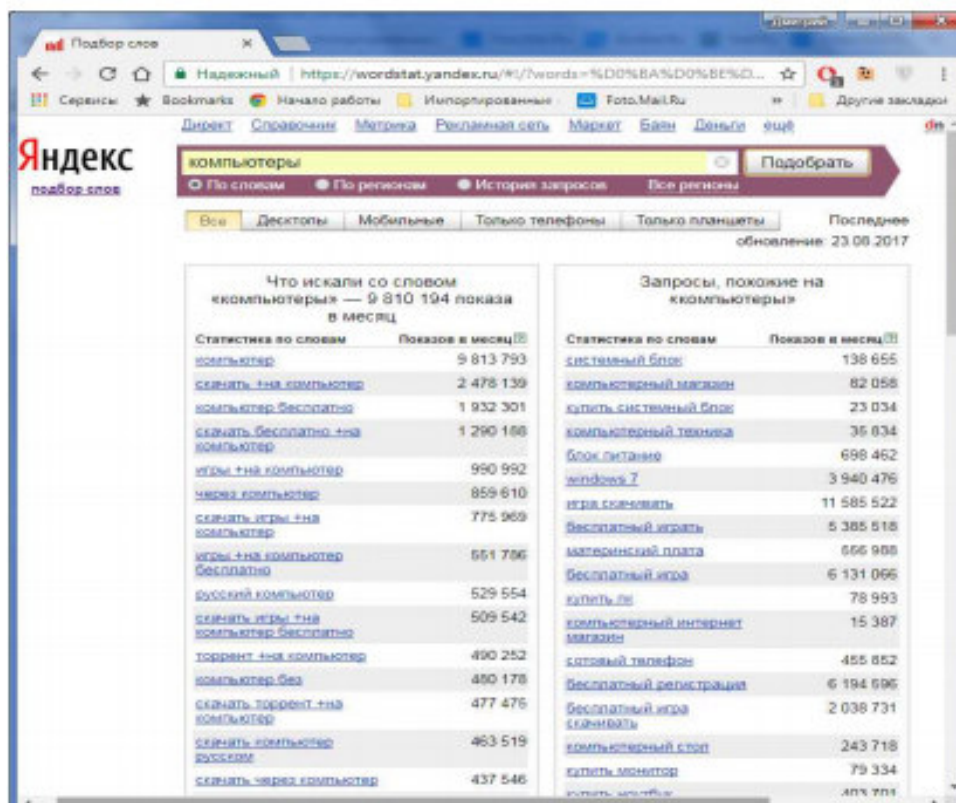 Дмитрий
Подбор слов
Надежный https://wordstat.yandex.ru/#!/?words=%D0%BA%D0%BE%D...
Сервисы Bookmarks Начало работы Импортированные Foto.Mail.Ru Другие закладки
Директ Справочник Метрика Рекламная сеть Маркет Баян Деньги ещё
Яндекс
подбор слов
компьютеры Подобрать
По словам По регионам История запросов Все регионы
Все Десктопы Мобильные Только телефоны Только планшеты Последнее
обновление: 23.08.2017
Что искали со словом
«компьютеры» — 9 810 194 показа
в месяц
Статистика по словам Показов в месяц
компьютер 9 813 793
скачать +на компьютер 2 478 139
компьютер бесплатно 1 932 301
скачать бесплатно +на 1 290 188
компьютер
игры +на компьютер 990 992
через компьютер 859 610
скачать игры +на 775 969
компьютер
игры +на компьютер 551 786
бесплатно
русский компьютер 529 554
скачать игры +на 509 542
компьютер бесплатно
торрент +на компьютер 490 252
компьютер без 480 178
скачать торрент +на 477 475
компьютер
скачать компьютер 463 519
русском
скачать через компьютер 437 546
Запросы, похожие на
«компьютеры»
Статистика по словам Показов в месяц
системный блок 138 655
компьютерный магазин 82 058
купить системный блок 23 034
компьютерный техника 35 834
блок питание 698 462
windows 7 3 940 476
игра скачивать 11 585 522
бесплатный играть 5 385 518
материнский плата 556 988
бесплатный игра 6 131 066
купить пк 78 993
компьютерный интернет 15 387
магазин
сотовый телефон 455 852
бесплатный регистрация 6 194 596
бесплатный игра 2 038 731
скачивать
компьютерный стол 243 718
купить монитор 79 334
купить ноутбук 403 701